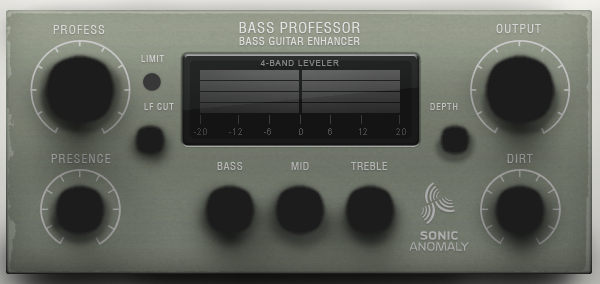 PROFESS
BASS PROFESSOR
BASS GUITAR ENHANCER
OUTPUT
LIMIT
4-BAND LEVELER
LF CUT
DEPTH
-20 -12 -6 0 6 12 20
PRESENCE
BASS
MID
TREBLE
DIRT
SONIC
ANOMALY